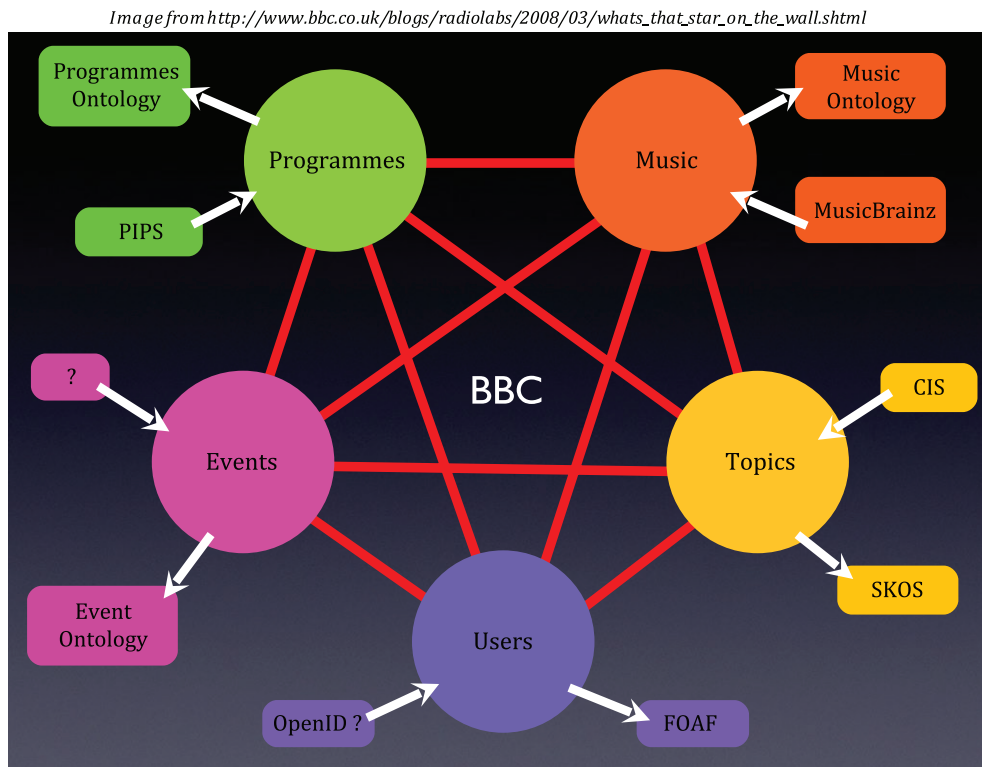 Image from http://www.bbc.co.uk/blogs/radiolabs/2008/03/whats_that_star_on_the_wall.shtml
Programmes
Ontology
Programmes
PIPS
Music
Music
Ontology
MusicBrainz
?
Events
Event
Ontology
BBC
Topics
CIS
SKOS
Users
OpenID ?
FOAF